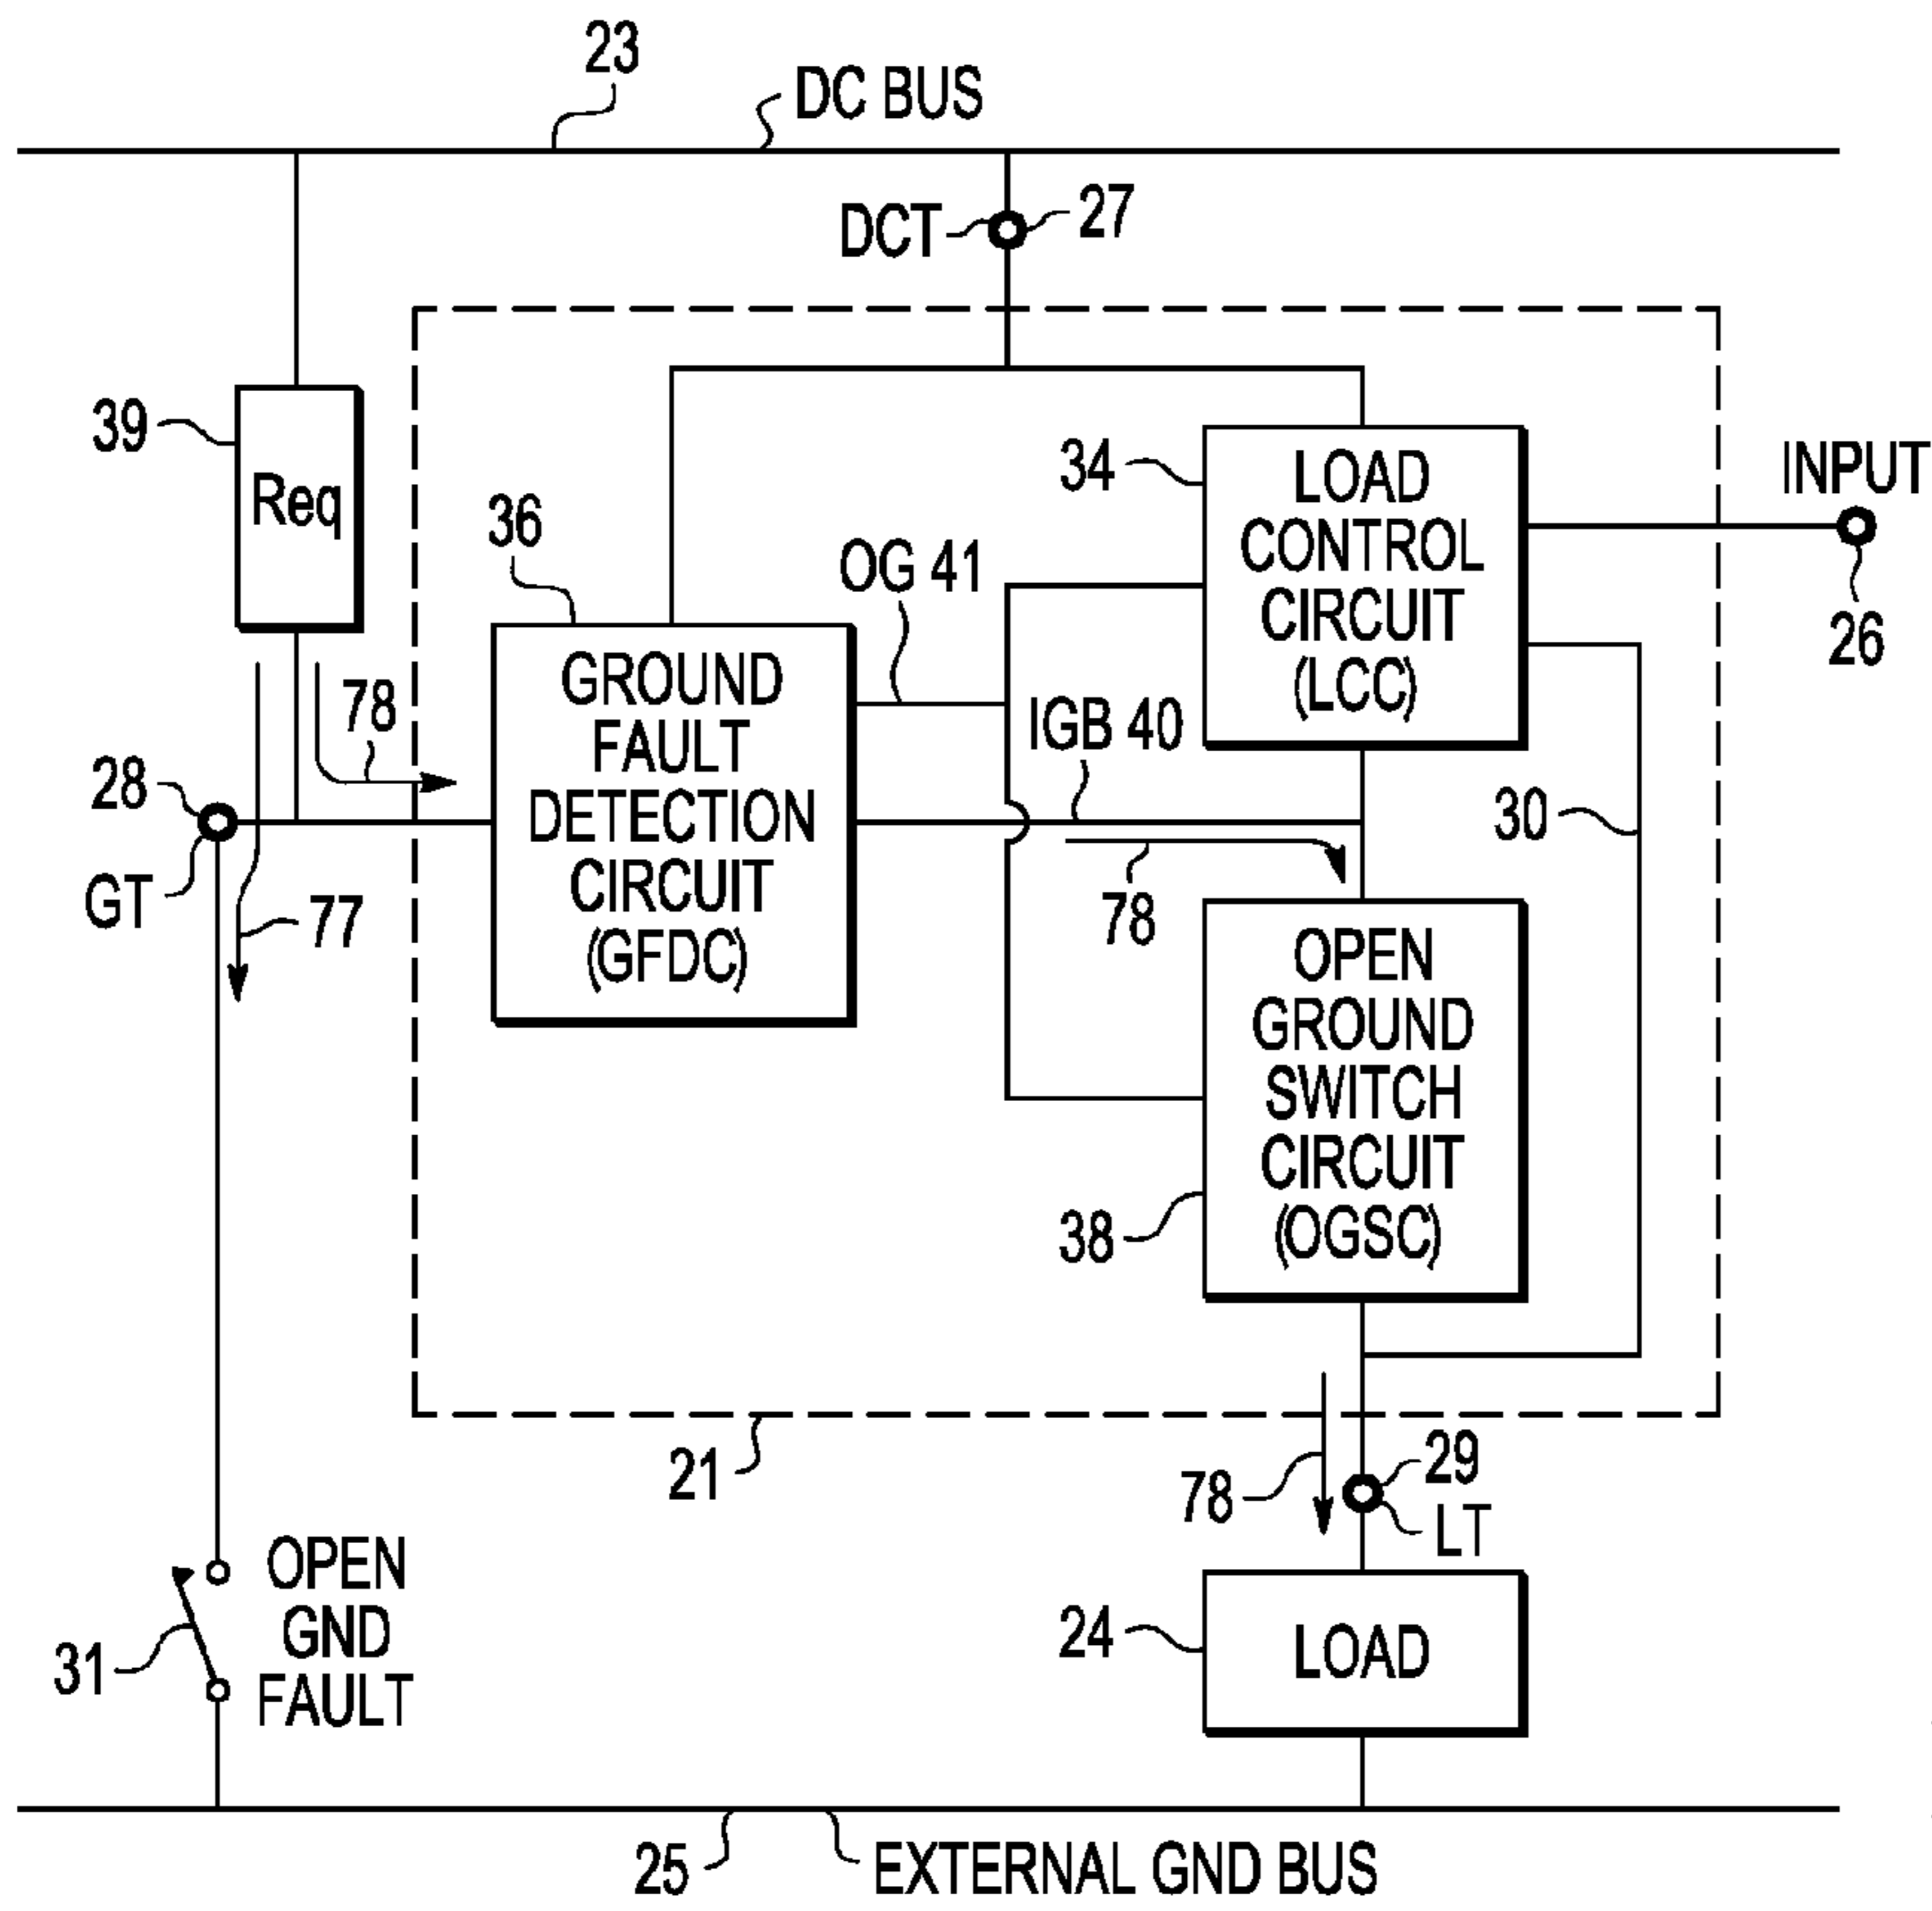 23
DC BUS
DCT
27
39
Req
36
OG 41
34
LOAD
CONTROL
CIRCUIT
(LCC)
INPUT
26
78
28
GT
77
GROUND
FAULT
DETECTION
CIRCUIT
(GFDC)
IGB 40
78
30
OPEN
GROUND
SWITCH
CIRCUIT
(OGSC)
38
21
78
29
LT
31
OPEN
GND
FAULT
24
LOAD
25
EXTERNAL GND BUS